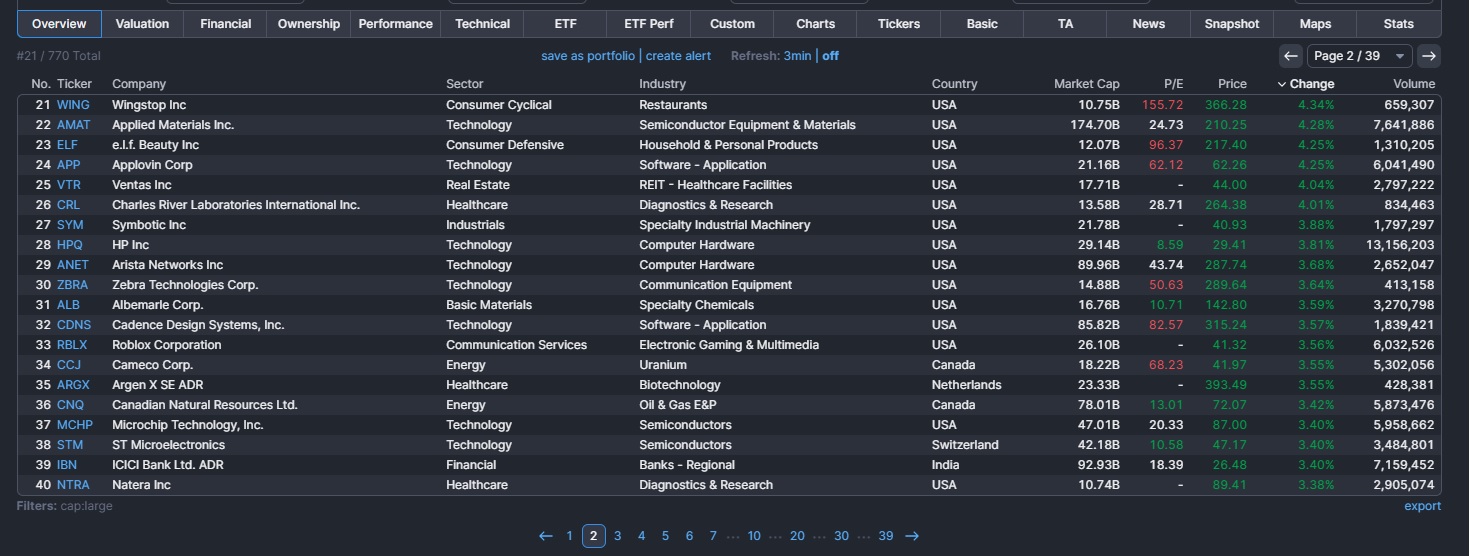 Overview Valuation Financial Ownership Performance Technical ETF ETF Perf Custom Charts Tickers Basic TA News Snapshot Maps Stats
#21 / 770 Total save as portfolio | create alert Refresh: 3min | off Page 2 / 39
No. Ticker Company Sector Industry Country Market Cap P/E Price Change Volume
21 WING Wingstop Inc Consumer Cyclical Restaurants USA 10.75B 155.72 366.28 4.34% 659,307
22 AMAT Applied Materials Inc. Technology Semiconductor Equipment & Materials USA 174.70B 24.73 210.25 4.28% 7,641,886
23 ELF e.l.f. Beauty Inc Consumer Defensive Household & Personal Products USA 12.07B 96.37 217.40 4.25% 1,310,205
24 APP Applovin Corp Technology Software - Application USA 21.16B 62.12 62.26 4.25% 6,041,490
25 VTR Ventas Inc Real Estate REIT - Healthcare Facilities USA 17.71B - 44.00 4.04% 2,797,222
26 CRL Charles River Laboratories International Inc. Healthcare Diagnostics & Research USA 13.58B 28.71 264.38 4.01% 834,463
27 SYM Symbotic Inc Industrials Specialty Industrial Machinery USA 21.78B - 40.93 3.88% 1,797,297
28 HPQ HP Inc Technology Computer Hardware USA 29.14B 8.59 29.41 3.81% 13,156,203
29 ANET Arista Networks Inc Technology Computer Hardware USA 89.96B 43.74 287.74 3.68% 2,652,047
30 ZBRA Zebra Technologies Corp. Technology Communication Equipment USA 14.88B 50.63 289.64 3.64% 413,158
31 ALB Albemarle Corp. Basic Materials Specialty Chemicals USA 16.76B 10.71 142.80 3.59% 3,270,798
32 CDNS Cadence Design Systems, Inc. Technology Software - Application USA 85.82B 82.57 315.24 3.57% 1,839,421
33 RBLX Roblox Corporation Communication Services Electronic Gaming & Multimedia USA 26.10B - 41.32 3.56% 6,032,526
34 CCJ Cameco Corp. Energy Uranium Canada 18.22B 68.23 41.97 3.55% 5,302,056
35 ARGX Argen X SE ADR Healthcare Biotechnology Netherlands 23.33B - 393.49 3.55% 428,381
36 CNQ Canadian Natural Resources Ltd. Energy Oil & Gas E&P Canada 78.01B 13.01 72.07 3.42% 5,873,476
37 MCHP Microchip Technology, Inc. Technology Semiconductors USA 47.01B 20.33 87.00 3.40% 5,958,662
38 STM ST Microelectronics Technology Semiconductors Switzerland 42.18B 10.58 47.17 3.40% 3,484,801
39 IBN ICICI Bank Ltd. ADR Financial Banks - Regional India 92.93B 18.39 26.48 3.40% 7,159,452
40 NTRA Natera Inc Healthcare Diagnostics & Research USA 10.74B - 89.41 3.38% 2,905,074
Filters: cap:large export
1 2 3 4 5 6 7 ... 10 ... 20 ... 30 ... 39